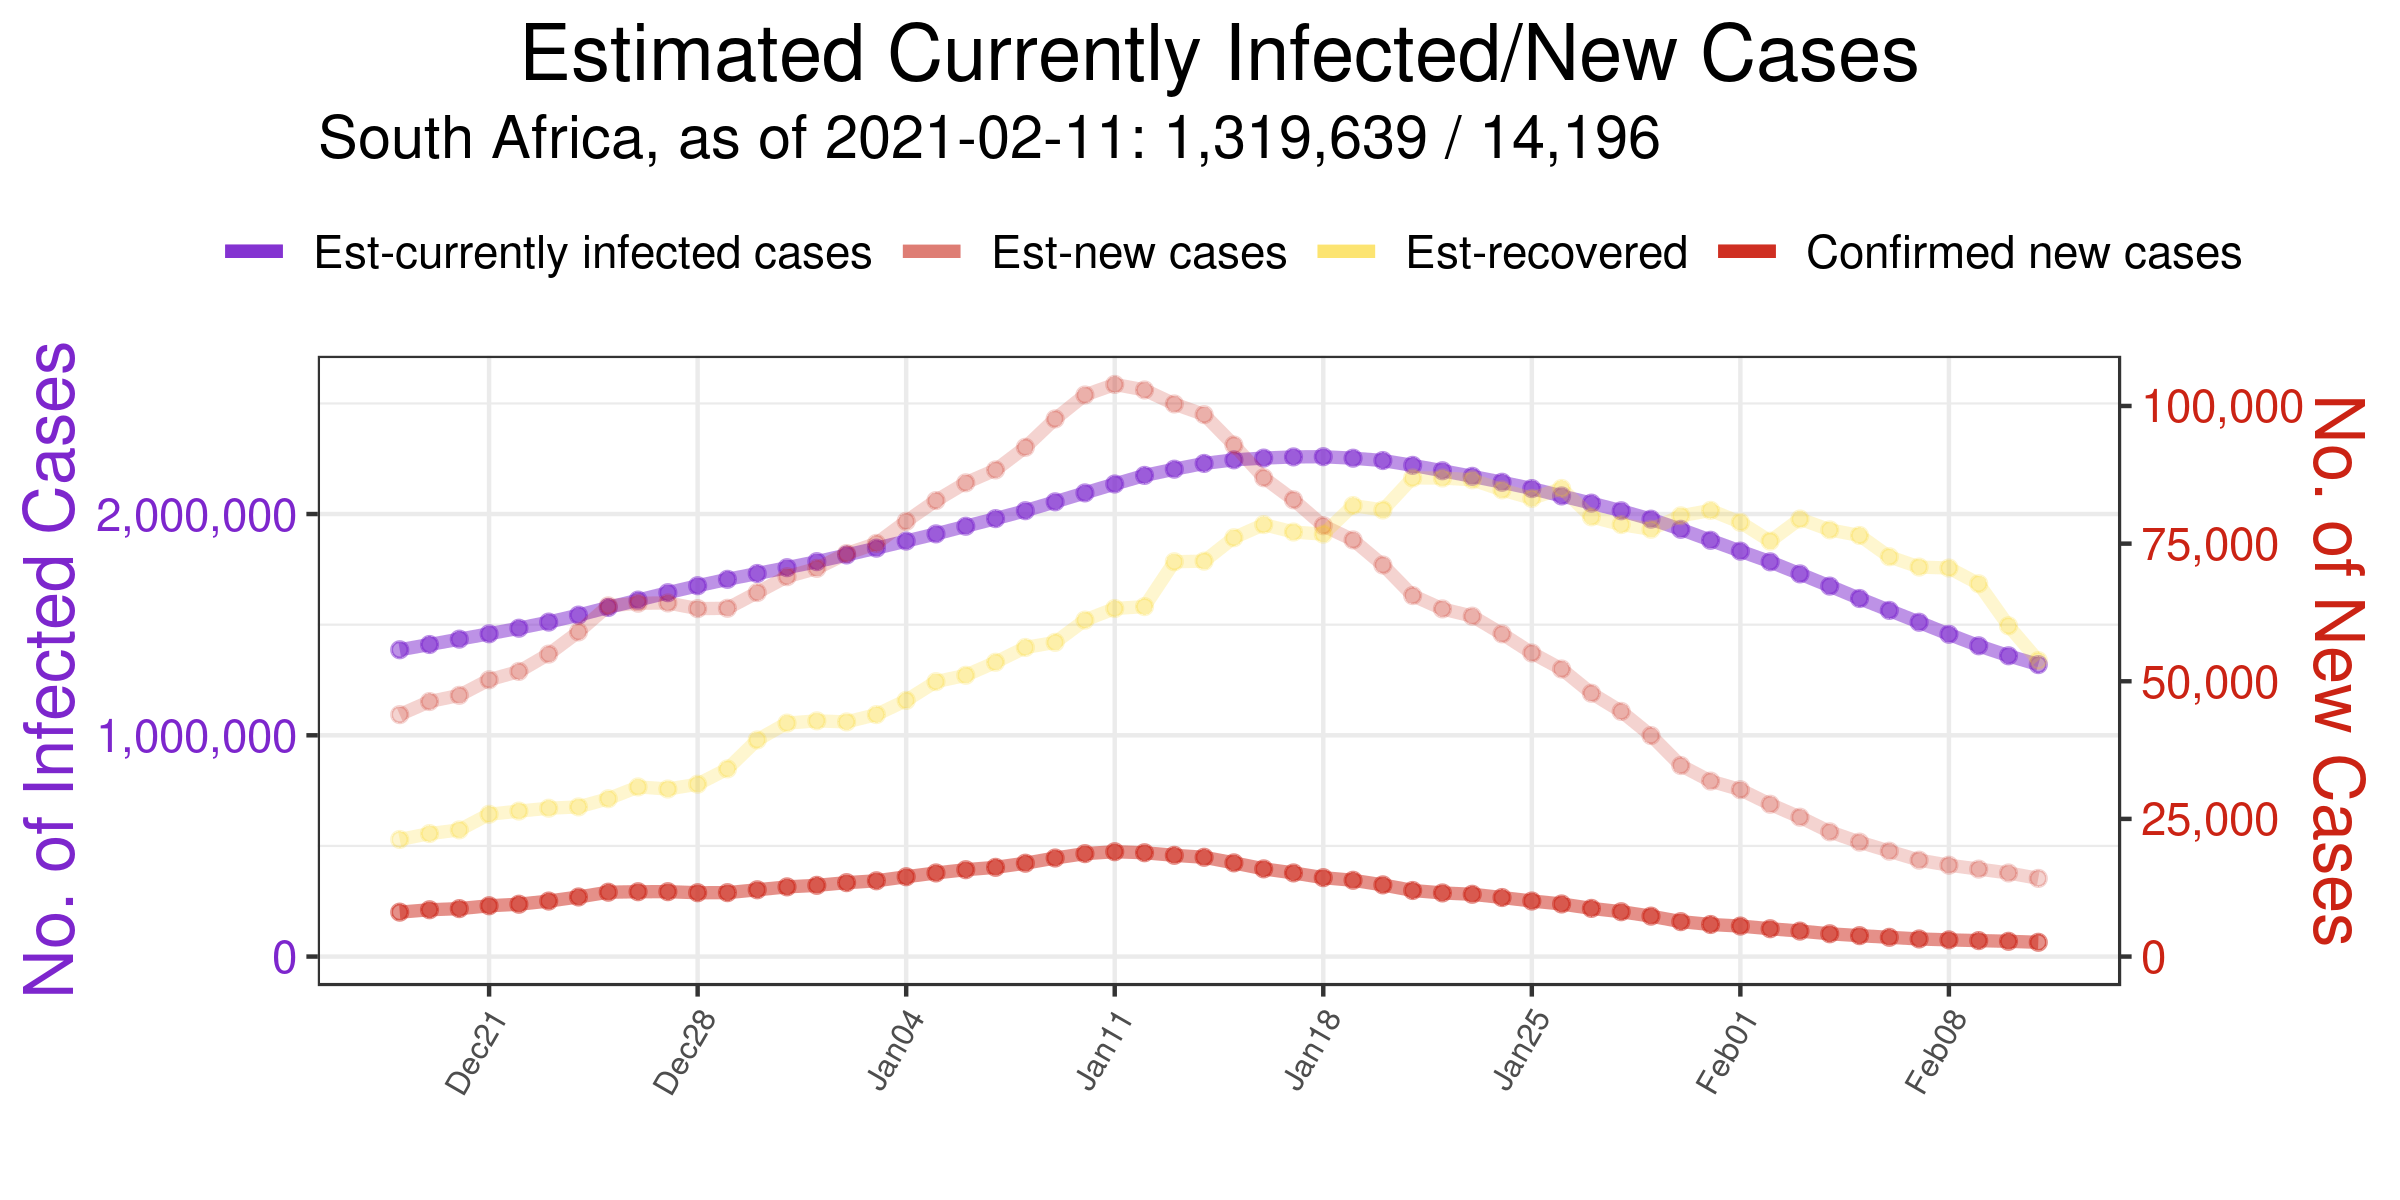 Estimated Currently Infected/New Cases
South Africa, as of 2021-02-11: 1,319,639 / 14,196
Est-currently infected cases Est-new cases Est-recovered Confirmed new cases
No. of Infected Cases
2,000,000
1,000,000
0
100,000
75,000
50,000
25,000
0
No. of New Cases
Dec21 Dec28 Jan04 Jan11 Jan18 Jan25 Feb01 Feb08